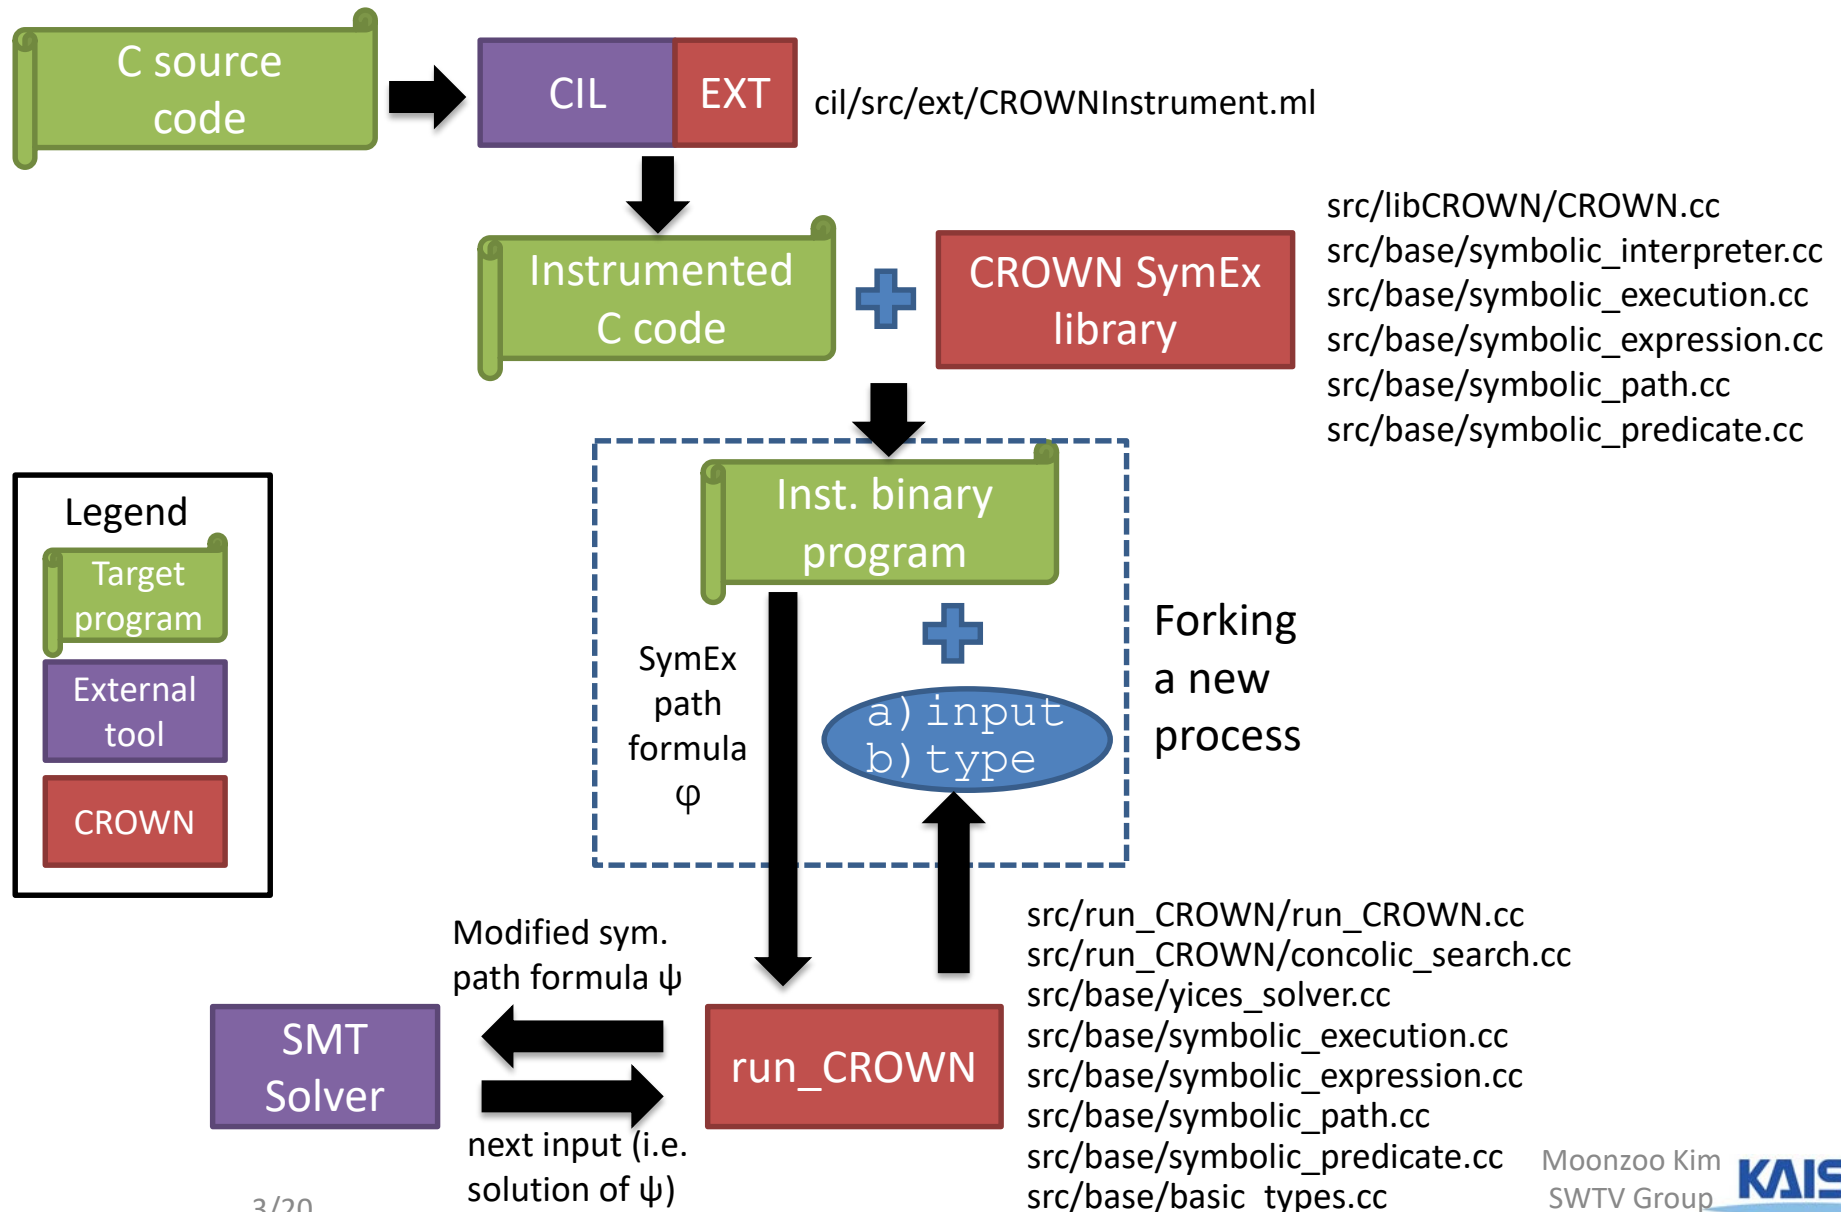 C source
code
CIL
EXT
cil/src/ext/CROWNInstrument.ml
Instrumented
C code
CROWN SymEx
library
src/libCROWN/CROWN.cc
src/base/symbolic_interpreter.cc
src/base/symbolic_execution.cc
src/base/symbolic_expression.cc
src/base/symbolic_path.cc
src/base/symbolic_predicate.cc
Legend
Target
program
External
tool
CROWN
Inst. binary
program
SymEx
path
formula
φ
a)input
b)type
Forking
a new
process
Modified sym.
path formula ψ
SMT
Solver
next input (i.e.
solution of ψ)
run_CROWN
src/run_CROWN/run_CROWN.cc
src/run_CROWN/concolic_search.cc
src/base/yices_solver.cc
src/base/symbolic_execution.cc
src/base/symbolic_expression.cc
src/base/symbolic_path.cc
src/base/symbolic_predicate.cc
src/base/basic_types.cc
3/20
Moonzoo Kim
SWTV Group
KAIS